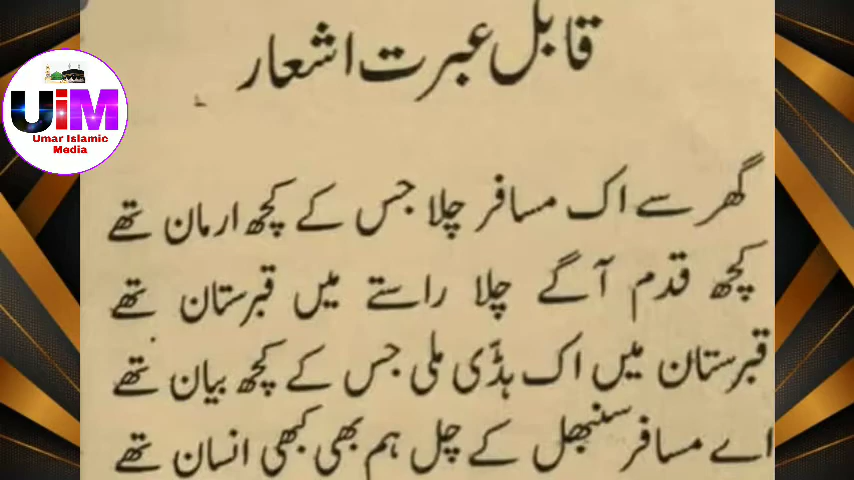 قابل عبرت اشعار
UiM
Umar Islamic
Media
گھر سے اک مسافر چلا جس کے کچھ ارمان تھے
کچھ قدم آگے چلا راستے میں قبرستان تھے
قبرستان میں اک ہڈّی ملی جس کے کچھ بیان تھے
اے مسافر سنبھل کے چل ہم بھی کبھی انسان تھے